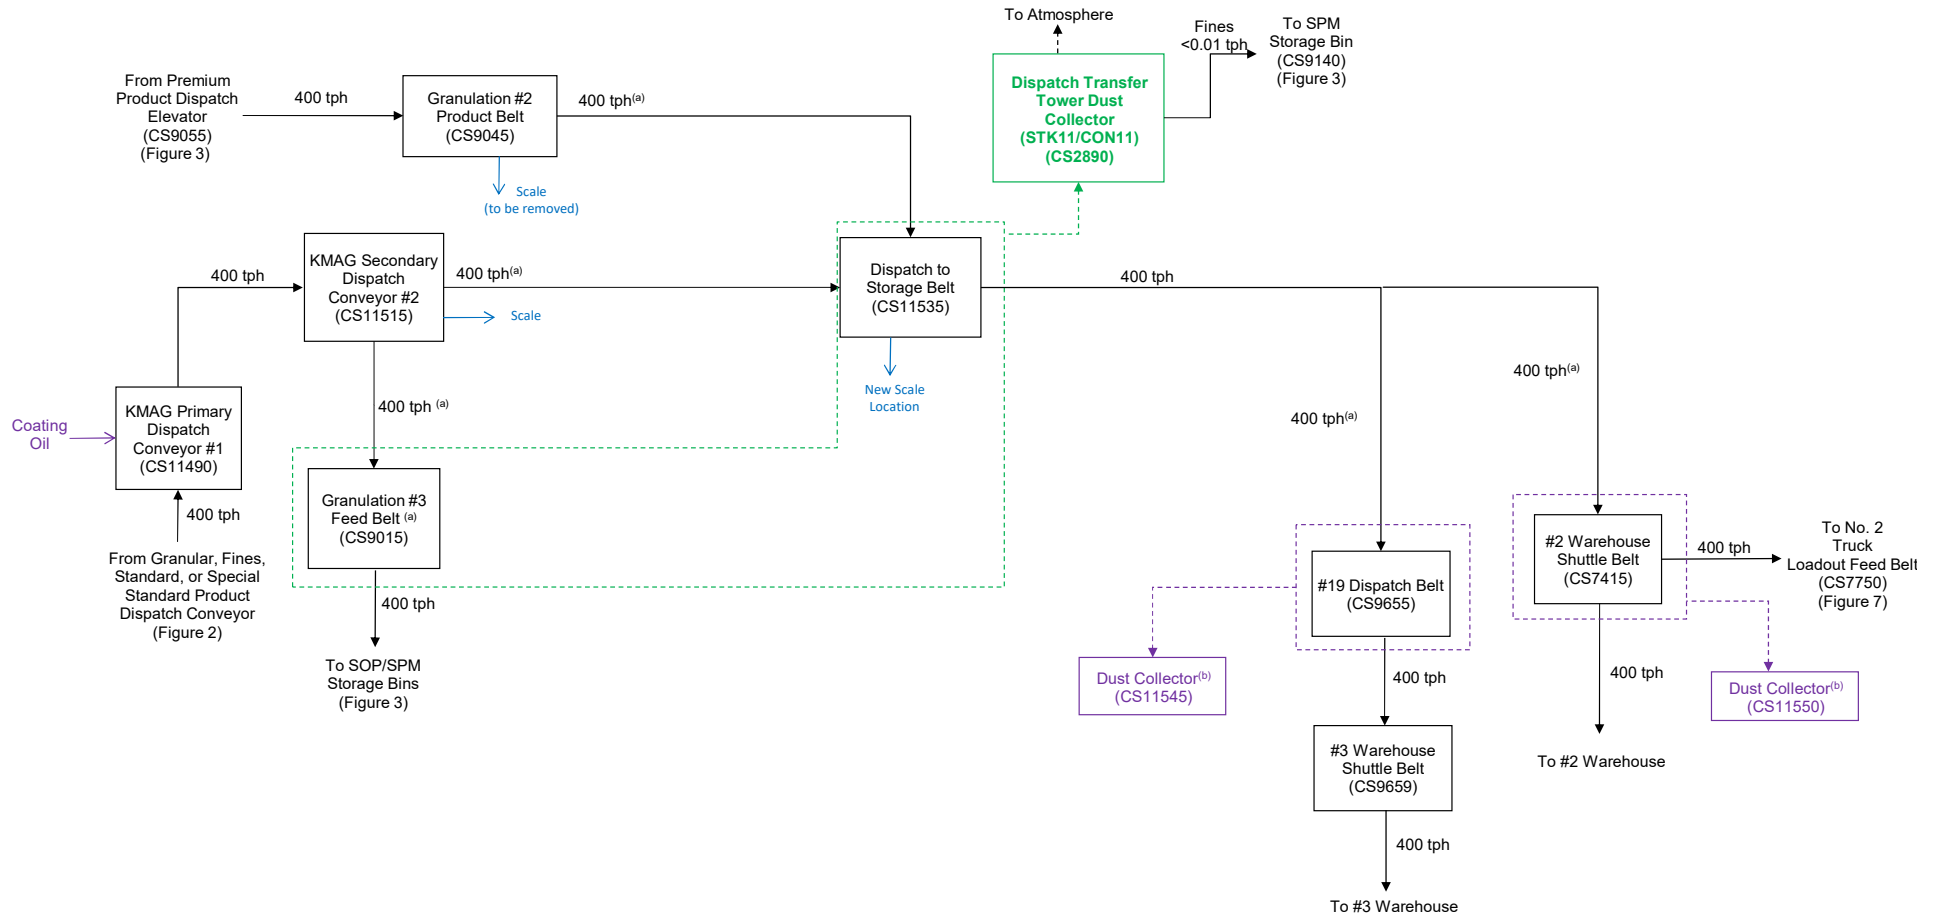 To Atmosphere
Fines
<0.01 tph
To SPM
Storage Bin
(CS9140)
(Figure 3)
From Premium
Product Dispatch
Elevator
(CS9055)
(Figure 3)
400 tph
Granulation #2
Product Belt
(CS9045)
400 tph(a)
Dispatch Transfer
Tower Dust
Collector
(STK11/CON11)
(CS2890)
Scale
(to be removed)
400 tph
KMAG Secondary
Dispatch
Conveyor #2
(CS11515)
400 tph(a)
Scale
Dispatch to
Storage Belt
(CS11535)
400 tph
New Scale
Location
400 tph(a)
400 tph (a)
400 tph(a)
Coating
Oil
KMAG Primary
Dispatch
Conveyor #1
(CS11490)
400 tph
From Granular, Fines,
Standard, or Special
Standard Product
Dispatch Conveyor
(Figure 2)
Granulation #3
Feed Belt (a)
(CS9015)
400 tph
To SOP/SPM
Storage Bins
(Figure 3)
#19 Dispatch Belt
(CS9655)
#2 Warehouse
Shuttle Belt
(CS7415)
400 tph
To No. 2
Truck
Loadout Feed Belt
(CS7750)
(Figure 7)
Dust Collector(b)
(CS11545)
400 tph
400 tph
Dust Collector(b)
(CS11550)
#3 Warehouse
Shuttle Belt
(CS9659)
To #2 Warehouse
400 tph
To #3 Warehouse